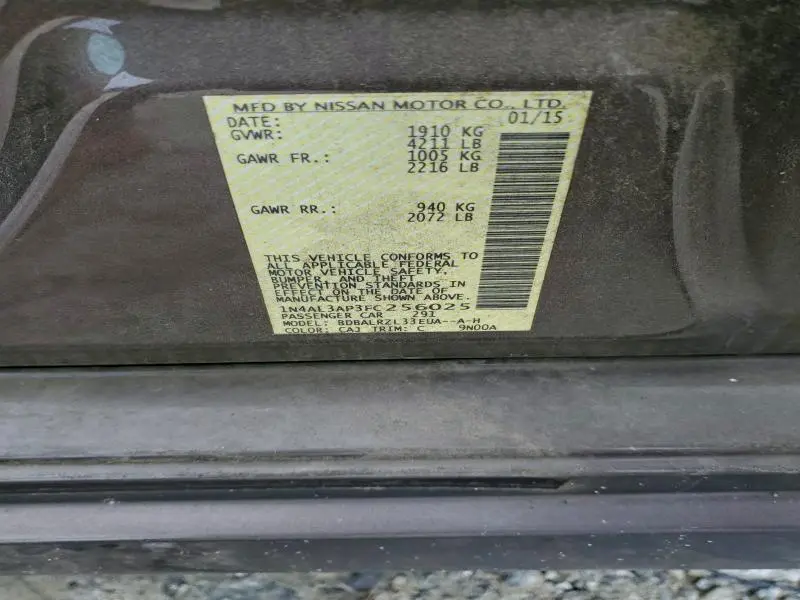 MFD BY NISSAN MOTOR CO., LTD.
DATE: 01/15
GVWR: 1910 KG
4211 LB
GAWR FR.: 1005 KG
2216 LB
GAWR RR.: 940 KG
2072 LB
THIS VEHICLE CONFORMS TO
ALL APPLICABLE FEDERAL
MOTOR VEHICLE SAFETY,
BUMPER, AND THEFT
PREVENTION STANDARDS IN
EFFECT ON THE DATE OF
MANUFACTURE SHOWN ABOVE.
1N4AL3AP3FC256025
PASSENGER CAR 291
MODEL: BDBALRZL33EUA--A-H
COLOR: CAJ TRIM: C 9N00A